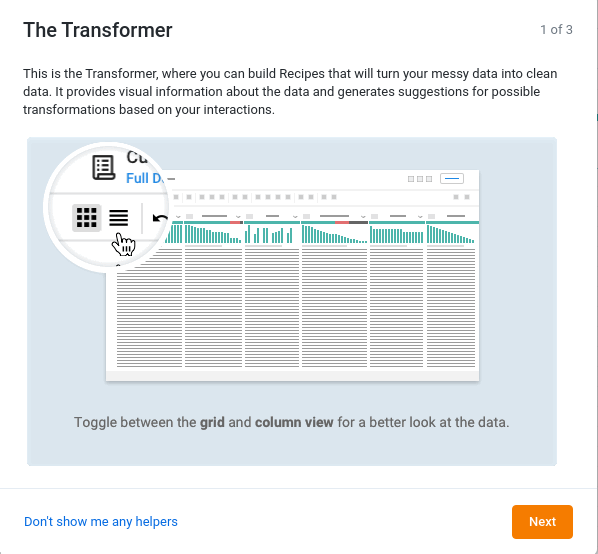 The Transformer
1 of 3
This is the Transformer, where you can build Recipes that will turn your messy data into clean
data. It provides visual information about the data and generates suggestions for possible
transformations based on your interactions.
Full D
Toggle between the grid and column view for a better look at the data.
Don't show me any helpers
Next